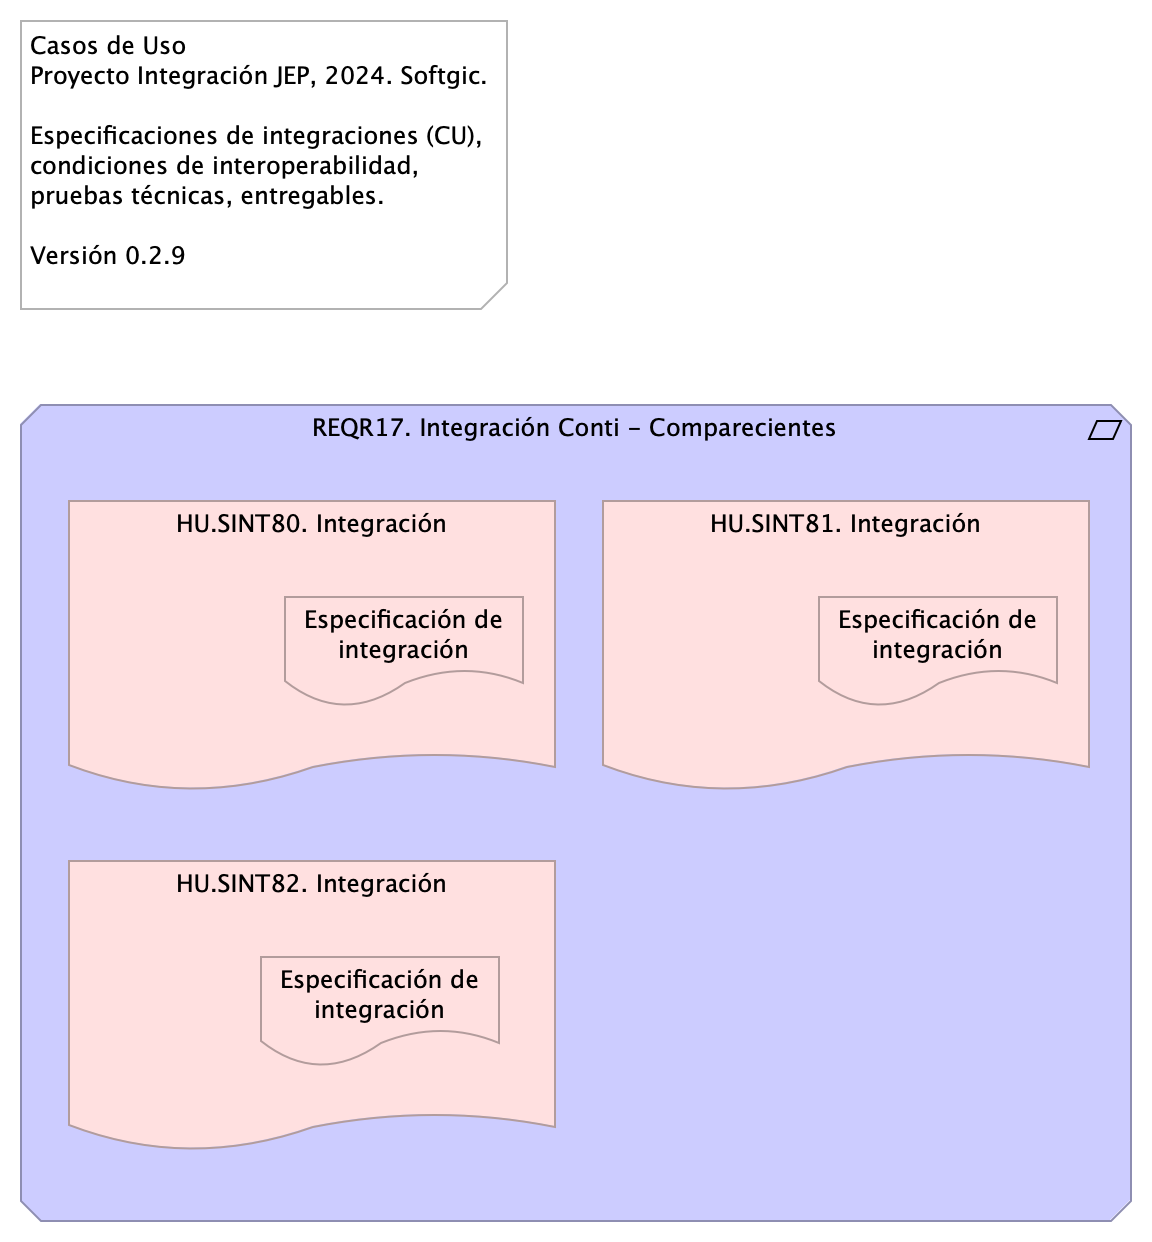 Casos de Uso
Proyecto Integración JEP, 2024. Softgic.
Especificaciones de integraciones (CU),
condiciones de interoperabilidad,
pruebas técnicas, entregables.
Versión 0.2.9
REQR17. Integración Conti – Comparecientes
HU.SINT80. Integración
Especificación de
integración
HU.SINT81. Integración
Especificación de
integración
HU.SINT82. Integración
Especificación de
integración